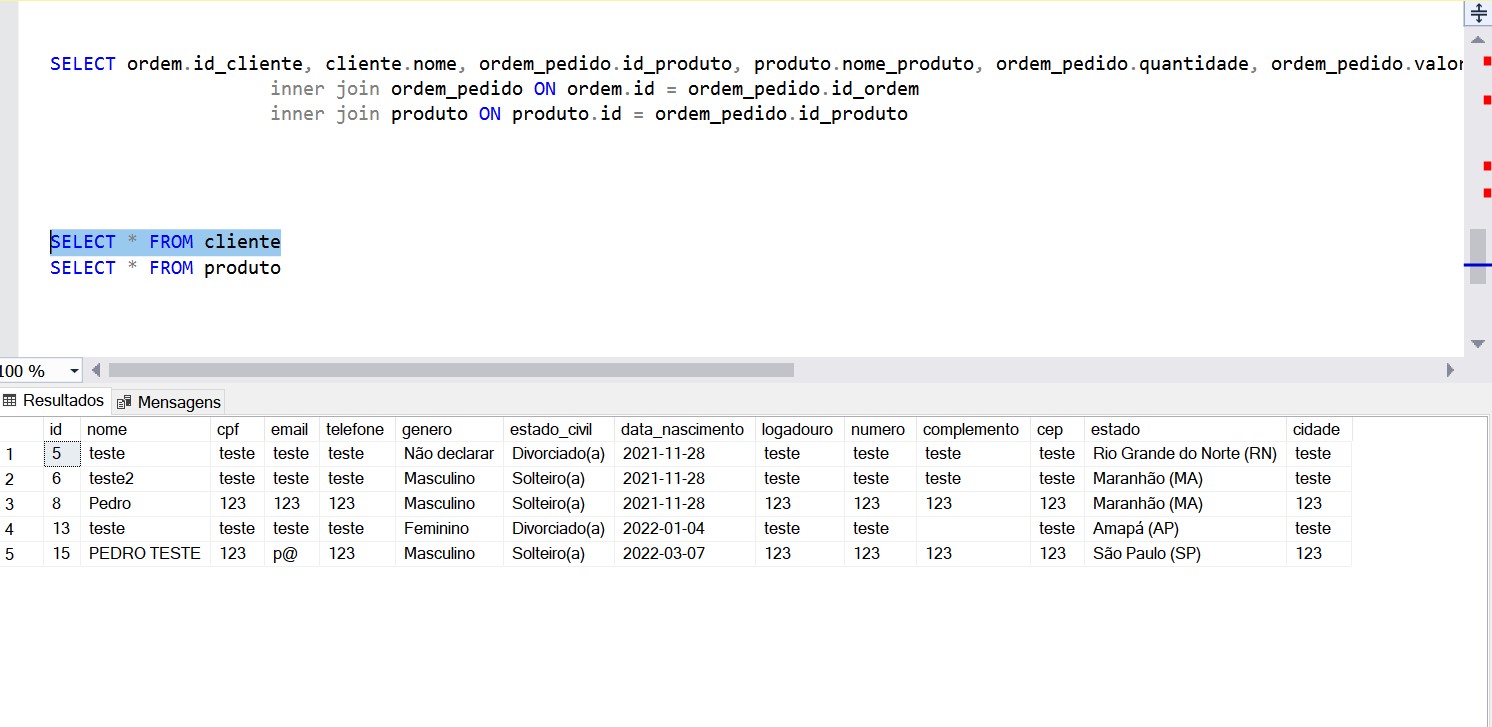 SELECT ordem.id_cliente, cliente.nome, ordem_pedido.id_produto, produto.nome_produto, ordem_pedido.quantidade, ordem_pedido.valor
inner join ordem_pedido ON ordem.id = ordem_pedido.id_ordem
inner join produto ON produto.id = ordem_pedido.id_produto
SELECT * FROM cliente
SELECT * FROM produto
100 %
Resultados Mensagens
id nome cpf email telefone genero estado_civil data_nascimento logadouro numero complemento cep estado cidade
1 5 teste teste teste teste Não declarar Divorciado(a) 2021-11-28 teste teste teste teste Rio Grande do Norte (RN) teste
2 6 teste2 teste teste teste Masculino Solteiro(a) 2021-11-28 teste teste teste teste Maranhão (MA) teste
3 8 Pedro 123 123 123 Masculino Solteiro(a) 2021-11-28 123 123 123 123 Maranhão (MA) 123
4 13 teste teste teste teste Feminino Divorciado(a) 2022-01-04 teste teste teste Amapá (AP) teste
5 15 PEDRO TESTE 123 p@ 123 Masculino Solteiro(a) 2022-03-07 123 123 123 123 São Paulo (SP) 123